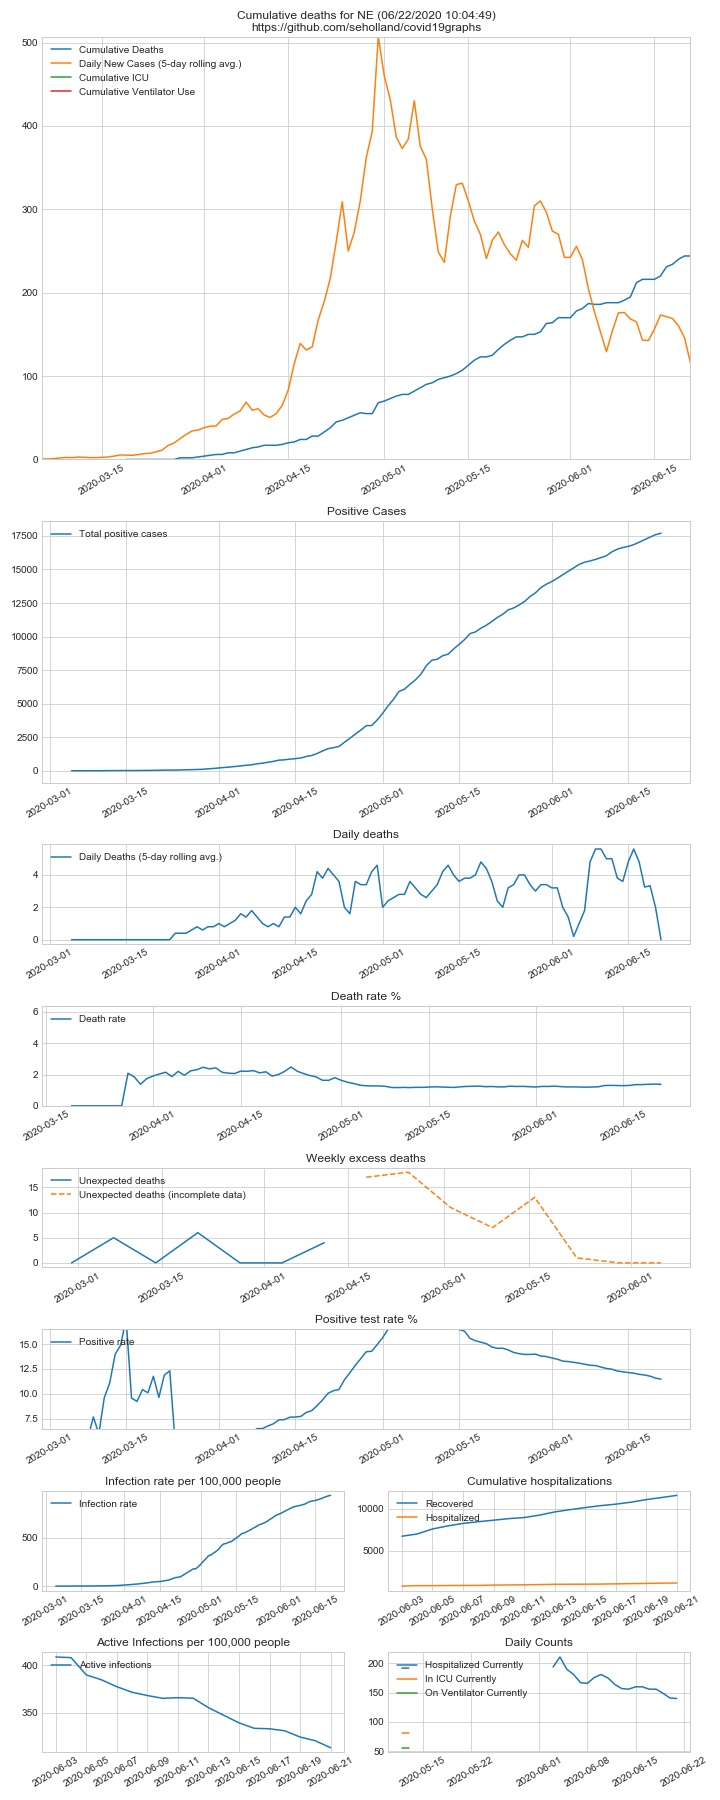 Cumulative deaths for NE (06/22/2020 10:04:49)
https://github.com/seholland/covid19graphs
Cumulative Deaths
Daily New Cases (5-day rolling avg.)
Cumulative ICU
Cumulative Ventilator Use
500
400
300
200
100
0
2020-03-15 2020-04-01 2020-04-15 2020-05-01 2020-05-15 2020-06-01 2020-06-15
Positive Cases
Total positive cases
17500
15000
12500
10000
7500
5000
2500
0
2020-03-01 2020-03-15 2020-04-01 2020-04-15 2020-05-01 2020-05-15 2020-06-01 2020-06-15
Daily deaths
Daily Deaths (5-day rolling avg.)
4
2
0
2020-03-01 2020-03-15 2020-04-01 2020-04-15 2020-05-01 2020-05-15 2020-06-01 2020-06-15
Death rate %
Death rate
6
4
2
0
2020-03-15 2020-04-01 2020-04-15 2020-05-01 2020-05-15 2020-06-01 2020-06-15
Weekly excess deaths
Unexpected deaths
Unexpected deaths (incomplete data)
15
10
5
0
2020-03-01 2020-03-15 2020-04-01 2020-04-15 2020-05-01 2020-05-15 2020-06-01
Positive test rate %
Positive rate
15.0
12.5
10.0
7.5
2020-03-01 2020-03-15 2020-04-01 2020-04-15 2020-05-01 2020-05-15 2020-06-01 2020-06-15
Infection rate per 100,000 people
Infection rate
500
0
2020-03-01 2020-03-15 2020-04-01 2020-04-15 2020-05-01 2020-05-15 2020-06-01 2020-06-15
Cumulative hospitalizations
Recovered
Hospitalized
10000
5000
2020-06-03 2020-06-05 2020-06-07 2020-06-09 2020-06-11 2020-06-13 2020-06-15 2020-06-17 2020-06-19 2020-06-21
Active Infections per 100,000 people
Active infections
400
350
2020-06-03 2020-06-05 2020-06-07 2020-06-09 2020-06-11 2020-06-13 2020-06-15 2020-06-17 2020-06-19 2020-06-21
Daily Counts
Hospitalized Currently
In ICU Currently
On Ventilator Currently
200
150
100
50
2020-05-15 2020-05-22 2020-06-01 2020-06-08 2020-06-15 2020-06-22